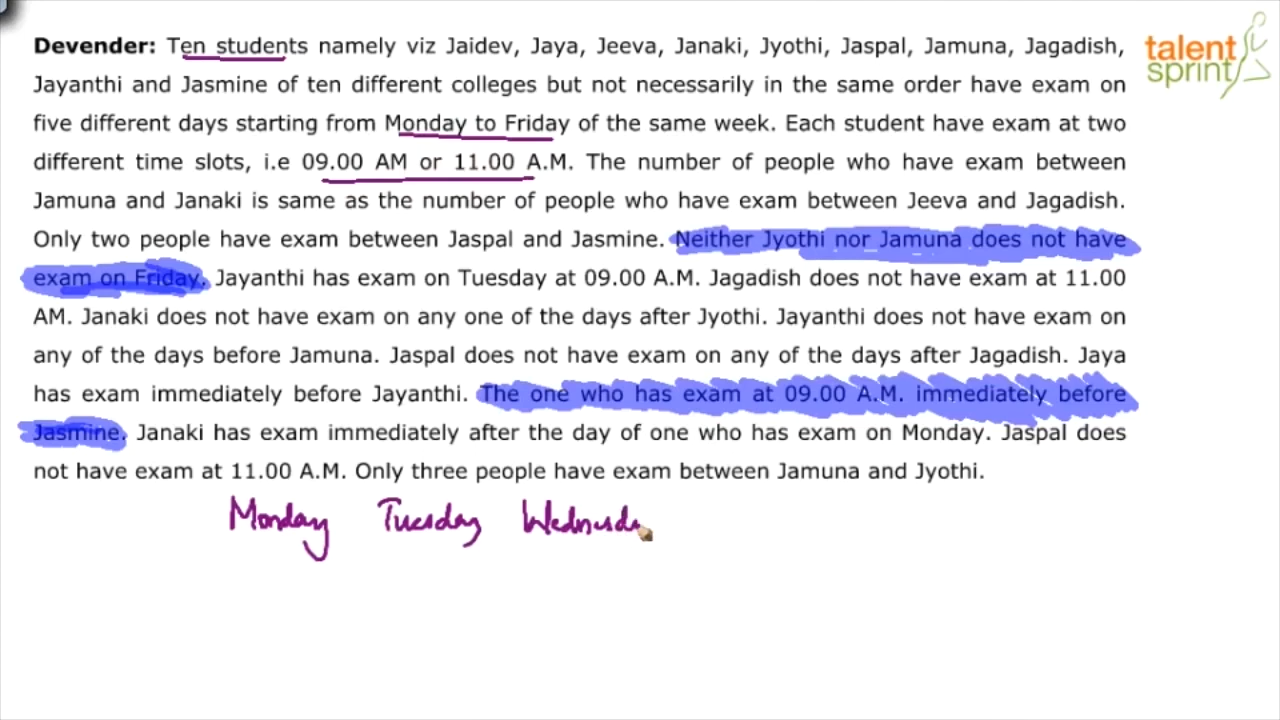 Devender: Ten students namely viz Jaidev, Jaya, Jeeva, Janaki, Jyothi, Jaspal, Jamuna, Jagadish,
Jayanthi and Jasmine of ten different colleges but not necessarily in the same order have exam on
five different days starting from Monday to Friday of the same week. Each student have exam at two
different time slots, i.e 09.00 AM or 11.00 A.M. The number of people who have exam between
Jamuna and Janaki is same as the number of people who have exam between Jeeva and Jagadish.
Only two people have exam between Jaspal and Jasmine. Neither Jyothi nor Jamuna does not have
exam on Friday. Jayanthi has exam on Tuesday at 09.00 A.M. Jagadish does not have exam at 11.00
AM. Janaki does not have exam on any one of the days after Jyothi. Jayanthi does not have exam on
any of the days before Jamuna. Jaspal does not have exam on any of the days after Jagadish. Jaya
has exam immediately before Jayanthi. The one who has exam at 09.00 A.M. immediately before
Jasmine. Janaki has exam immediately after the day of one who has exam on Monday. Jaspal does
not have exam at 11.00 A.M. Only three people have exam between Jamuna and Jyothi.
Monday Tuesday Wednesda
talent
sprint